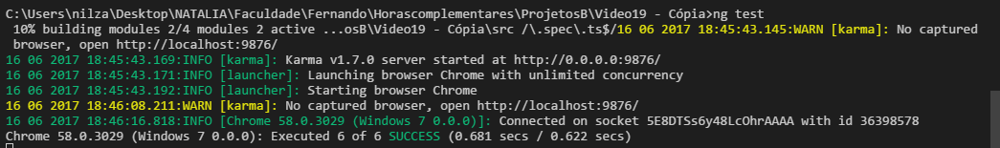 C:\Users\nilza\Desktop\NATALIA\Faculdade\Fernando\Horascomplementares\ProjetosB\Video19 - Cópia>ng test
10% building modules 2/4 modules 2 active ...osB\Video19 - Cópia\src /\.spec\.ts$/16 06 2017 18:45:43.145:WARN [karma]: No captured
browser, open http://localhost:9876/
16 06 2017 18:45:43.169:INFO [karma]: Karma v1.7.0 server started at http://0.0.0.0:9876/
16 06 2017 18:45:43.171:INFO [launcher]: Launching browser Chrome with unlimited concurrency
16 06 2017 18:45:43.192:INFO [launcher]: Starting browser Chrome
16 06 2017 18:46:08.211:WARN [karma]: No captured browser, open http://localhost:9876/
16 06 2017 18:46:16.818:INFO [Chrome 58.0.3029 (Windows 7 0.0.0)]: Connected on socket 5E8DTSs6y48LcOhrAAAA with id 36398578
Chrome 58.0.3029 (Windows 7 0.0.0): Executed 6 of 6 SUCCESS (0.681 secs / 0.622 secs)